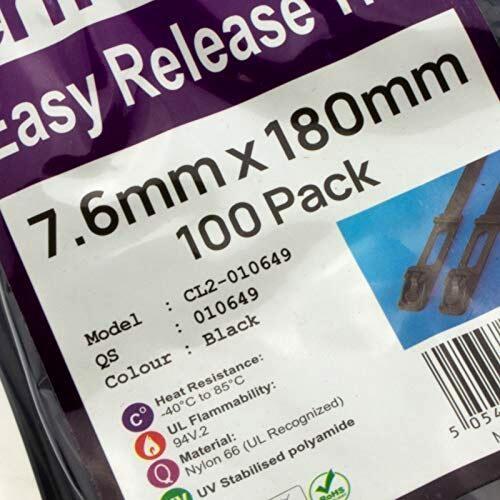 Easy Release
7.6mm x 180mm
100 Pack
Model : CL2-010649
QS : 010649
Colour : Black
C° Heat Resistance:
-40°C to 85°C
UL Flammability:
94V.2
Q Material:
Nylon 66 (UL Recognized)
UV Stabilised polyamide
RoHS